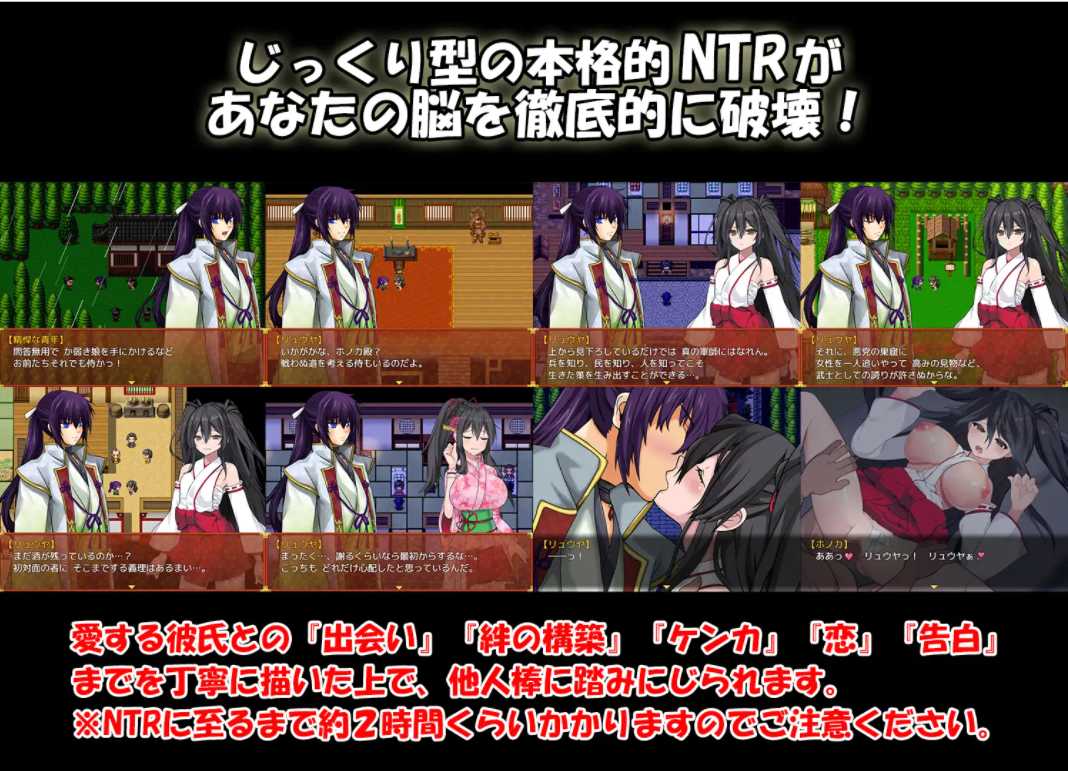 じっくり型の本格的NTRが
あなたの脳を徹底的に破壊！
【精悍な青年】
問答無用で か弱き娘を手にかけるなど
お前たちそれでも侍かっ！
【リュウヤ】
いかがかな、ホノカ殿？
戦わぬ道を考える侍もいるのだよ。
【リュウヤ】
上から見下ろしているだけでは 真の軍師にはなれん。
兵を知り、民を知り、人を知ってこそ
生きた策を生み出すことができる…。
【リュウヤ】
それに、悪党の巣窟に
女性を一人追いやって 高みの見物など、
武士としての誇りが許さぬからな。
【リュウヤ】
まだ酒が残っているのか…？
初対面の者に そこまでする義理はあるまい…。
【リュウヤ】
まったく…、謝るくらいなら最初からするな…。
こっちも どれだけ心配したと思っているんだ。
【リュウヤ】
――っ！
【ホノカ】
ああっ♥ リュウヤっ！ リュウヤぁ♥
愛する彼氏との『出会い』『絆の構築』『ケンカ』『恋』『告白』
までを丁寧に描いた上で、他人棒に踏みにじられます。
※NTRに至るまで約２時間くらいかかりますのでご注意ください。